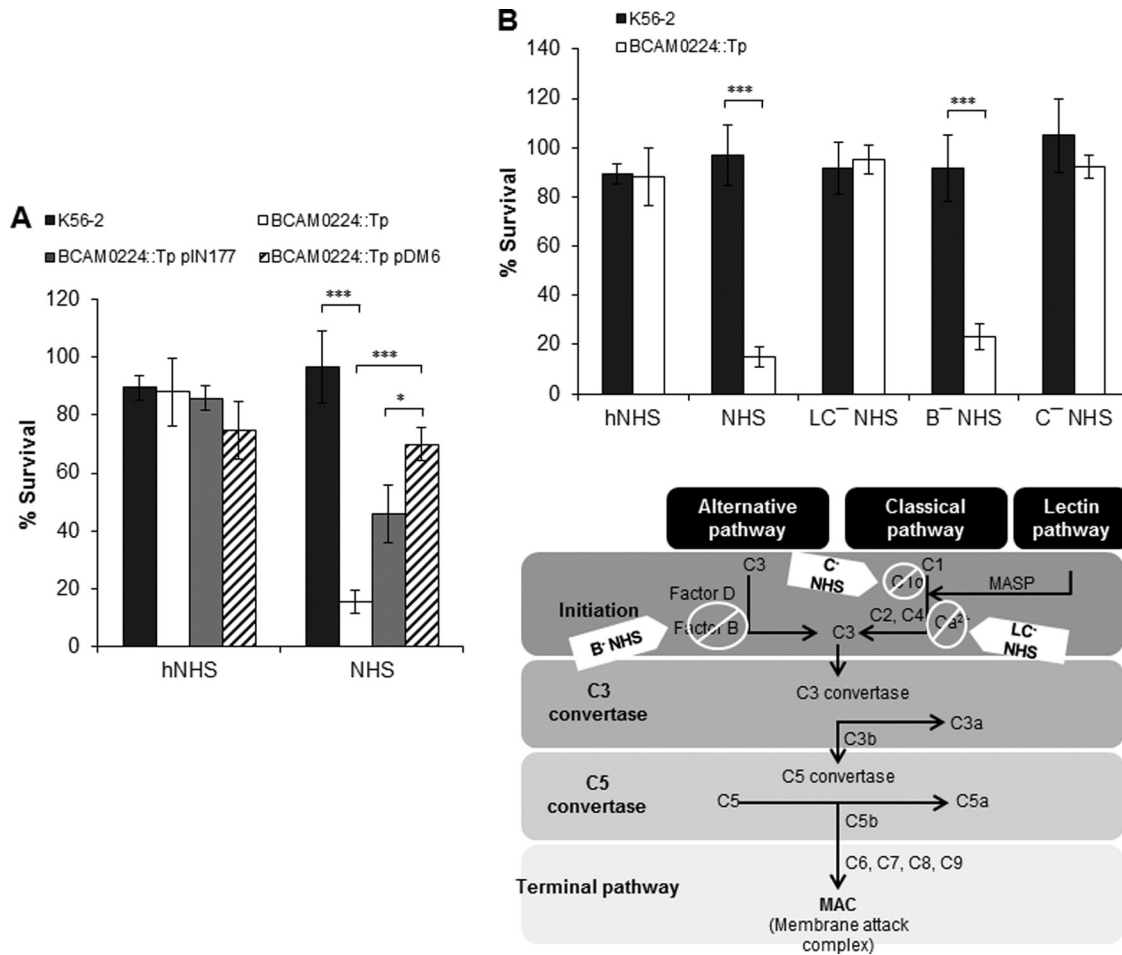 A
K56-2
BCAM0224::Tp
BCAM0224::Tp pIN177
BCAM0224::Tp pDM6
% Survival
120
100
80
60
40
20
0
***
***
*
hNHS
NHS
B
K56-2
BCAM0224::Tp
% Survival
140
120
100
80
60
40
20
0
***
***
hNHS
NHS
LC⁻ NHS
B⁻ NHS
C⁻ NHS
Alternative
pathway
Classical
pathway
Lectin
pathway
Initiation
C3
Factor D
Factor B
B⁻ NHS
C⁻
NHS
C1q
C1
MASP
C2, C4
Ca²⁺
LC⁻
NHS
C3
C3
convertase
C3 convertase
C3a
C3b
C5
convertase
C5 convertase
C5
C5a
C5b
Terminal pathway
C6, C7, C8, C9
MAC
(Membrane attack
complex)